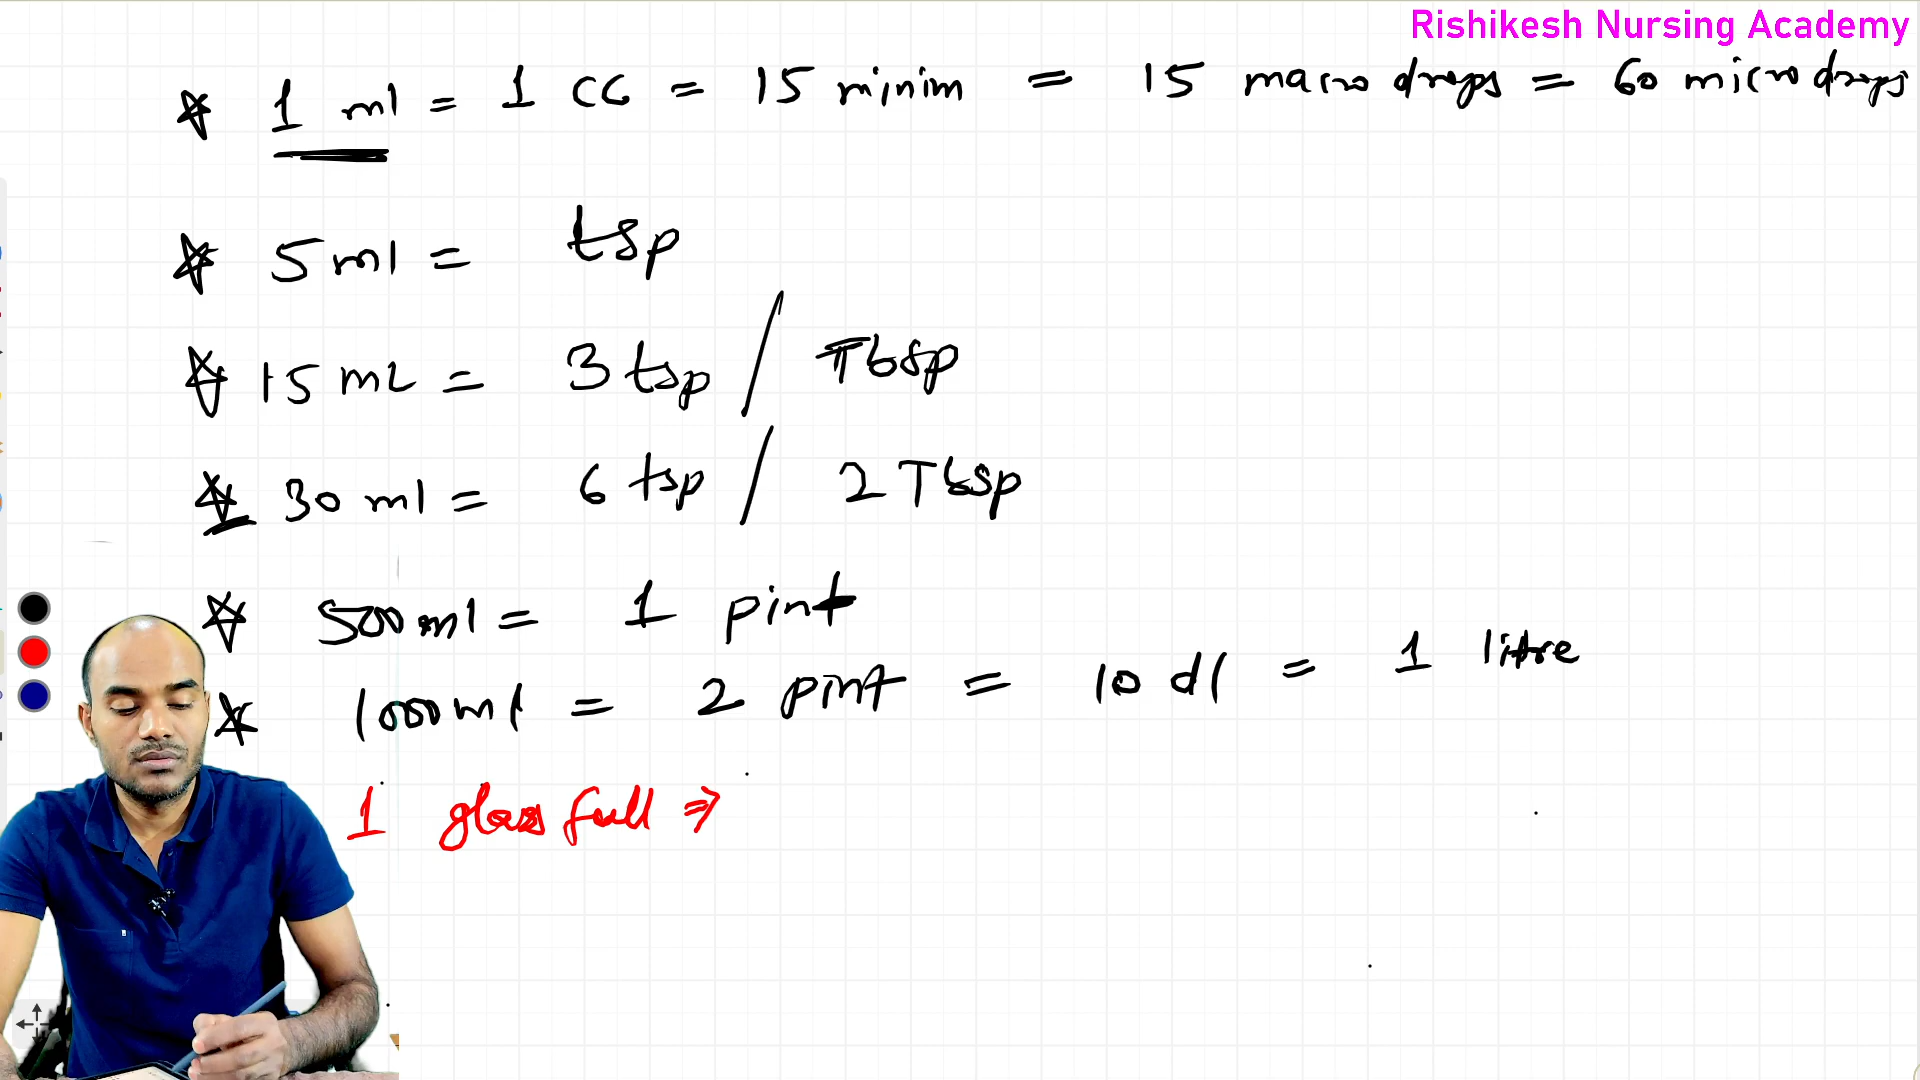 Rishikesh Nursing Academy
☆ 1 ml = 1 CC = 15 minim = 15 macro drops = 60 micro drops
☆ 5 ml = tsp
☆ 15 mL = 3 tsp / Tbsp
☆ 30 ml = 6 tsp / 2 Tbsp
☆ 500 ml = 1 pint
☆ 1000 ml = 2 pint = 10 dl = 1 litre
1 glass full ⇒